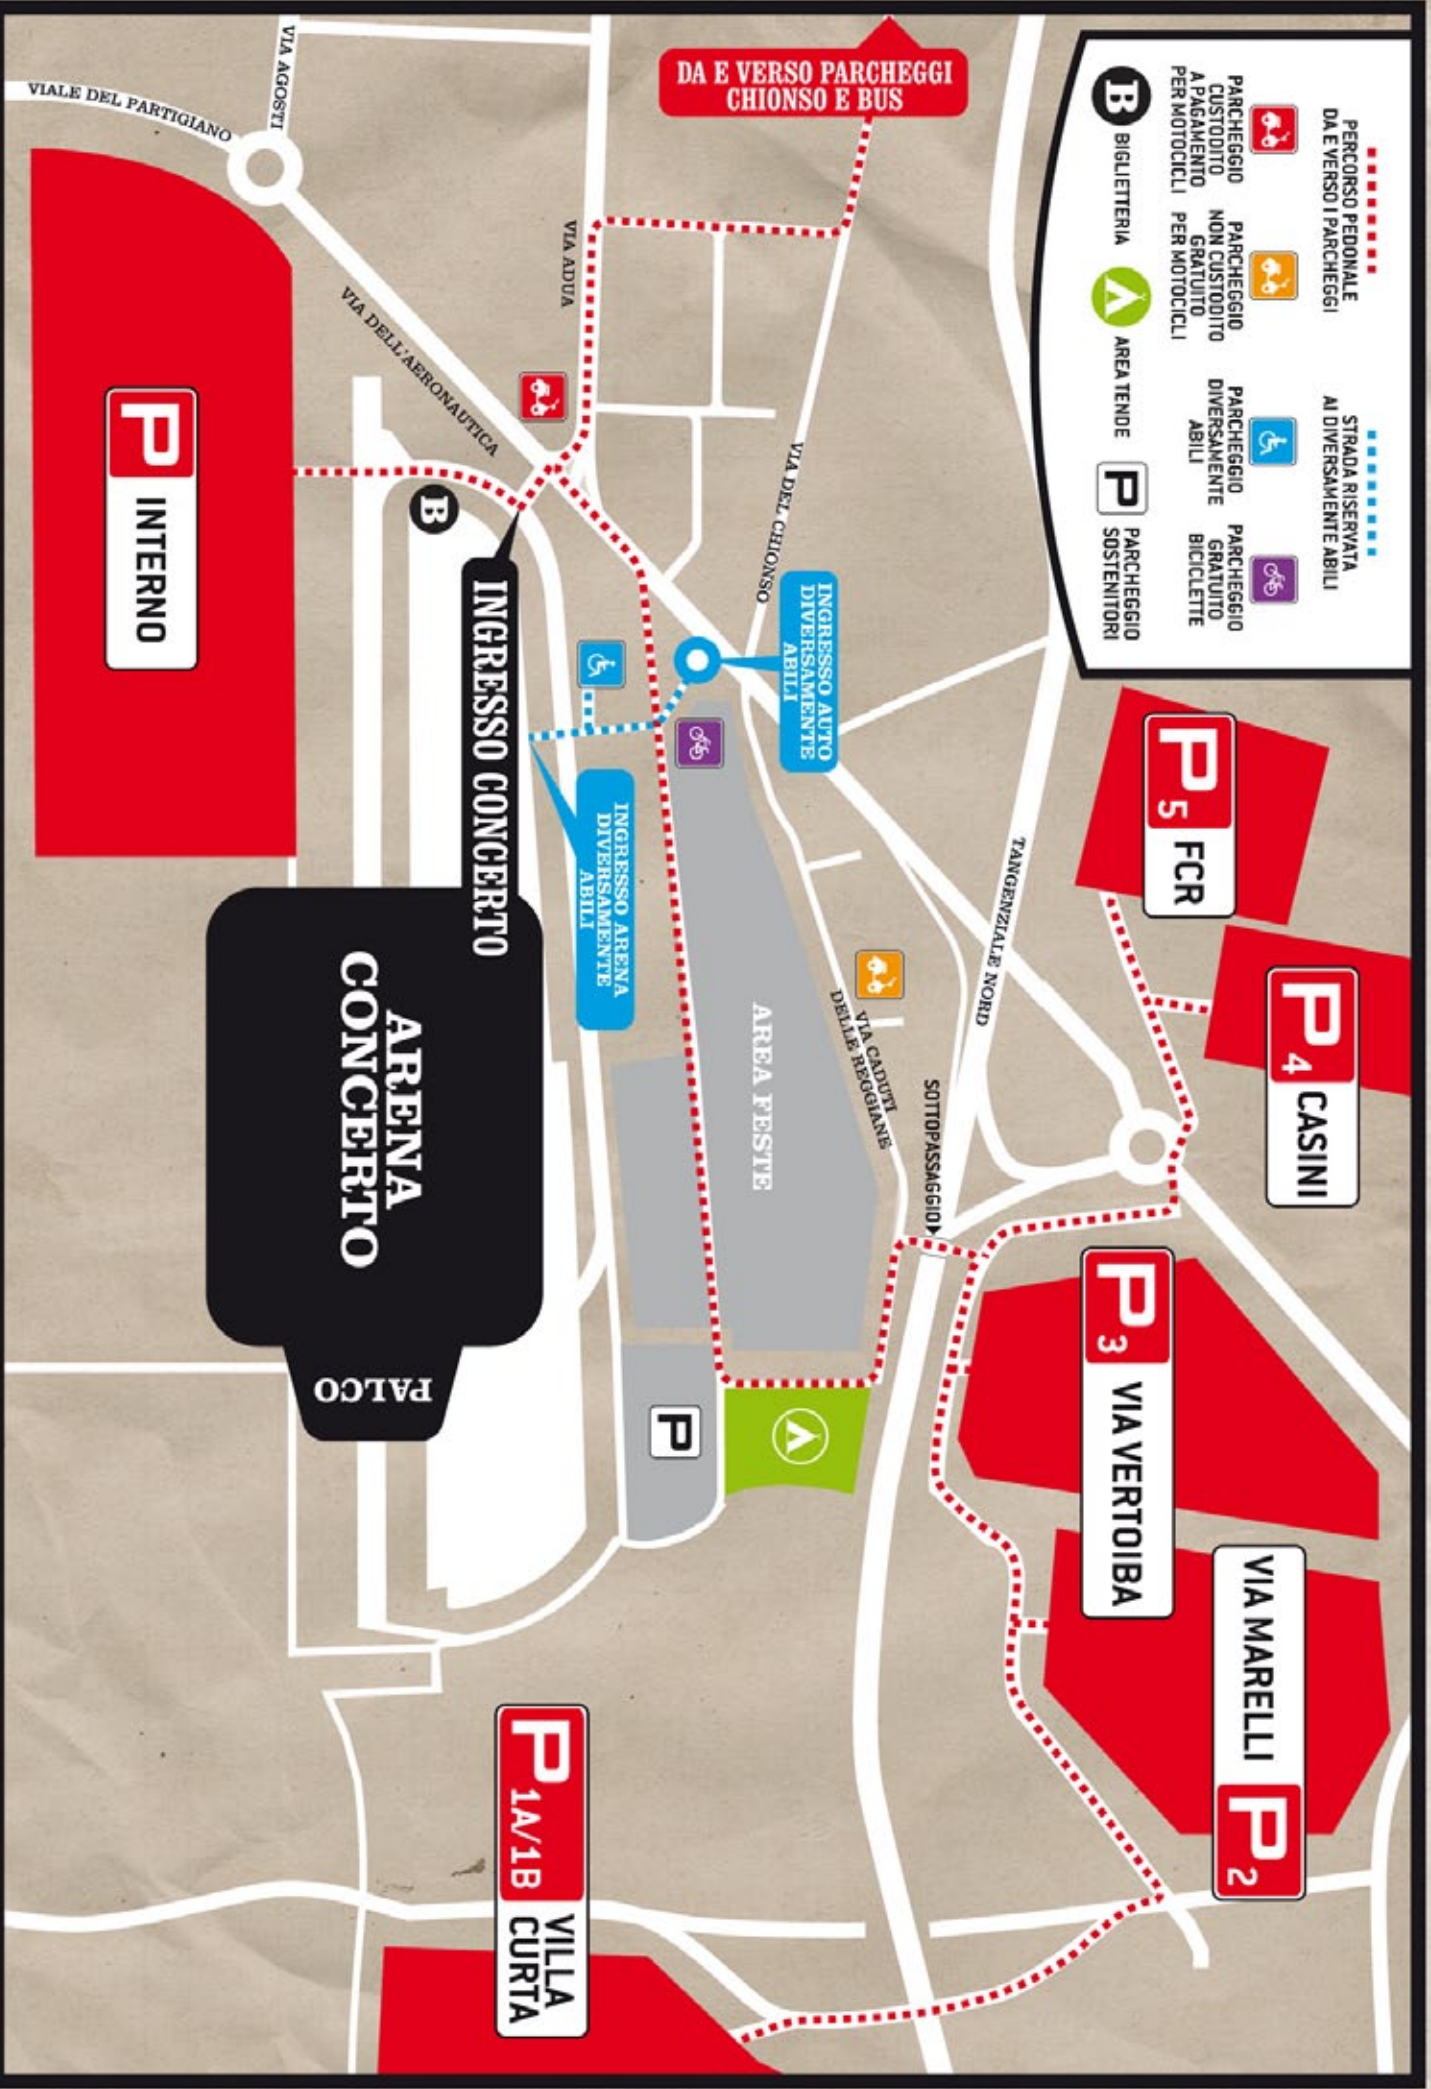 PERCORSO PEDONALE
DA E VERSO I PARCHEGGI
STRADA RISERVATA
AI DIVERSAMENTE ABILI
PARCHEGGIO
CUSTODITO
A PAGAMENTO
PER MOTOCICLI
PARCHEGGIO
NON CUSTODITO
GRATUITO
PER MOTOCICLI
PARCHEGGIO
DIVERSAMENTE
ABILI
PARCHEGGIO
GRATUITO
BICICLETTE
B BIGLIETTERIA
AREA TENDE
P PARCHEGGIO
SOSTENITORI
P5 FCR
P4 CASINI
P3 VIA VERTOIBA
VIA MARELLI P2
P 1A/1B VILLA
CURTA
DA E VERSO PARCHEGGI
CHIONSO E BUS
TANGENZIALE NORD
SOTTOPASSAGGIO
VIA DEL CHIONSO
VIA CADUTI
DELLE REGGIANE
INGRESSO AUTO
DIVERSAMENTE
ABILI
AREA FESTE
P
INGRESSO ARENA
DIVERSAMENTE
ABILI
VIA ADUA
INGRESSO CONCERTO
B
VIA DELL'AERONAUTICA
VIA AGOSTI
VIALE DEL PARTIGIANO
ARENA
CONCERTO
PALCO
P INTERNO